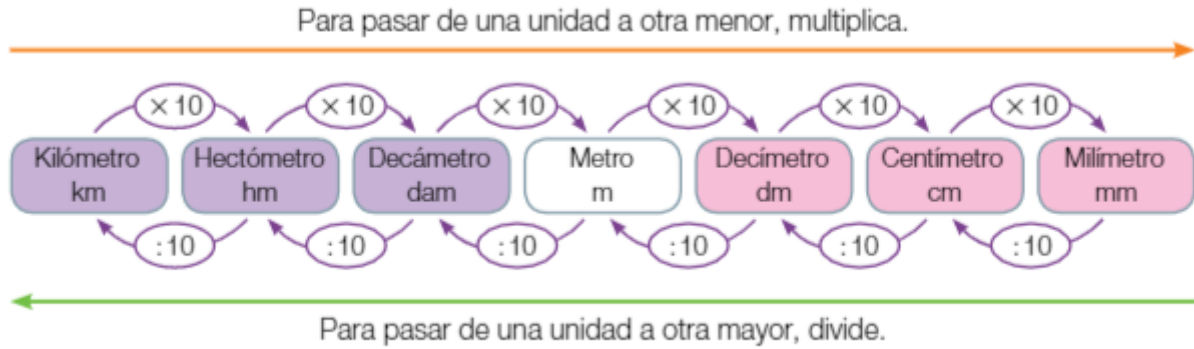 Para pasar de una unidad a otra menor, multiplica.
×10 ×10 ×10 ×10 ×10 ×10
Kilómetro Hectómetro Decámetro Metro Decímetro Centímetro Milímetro
km hm dam m dm cm mm
:10 :10 :10 :10 :10 :10
Para pasar de una unidad a otra mayor, divide.